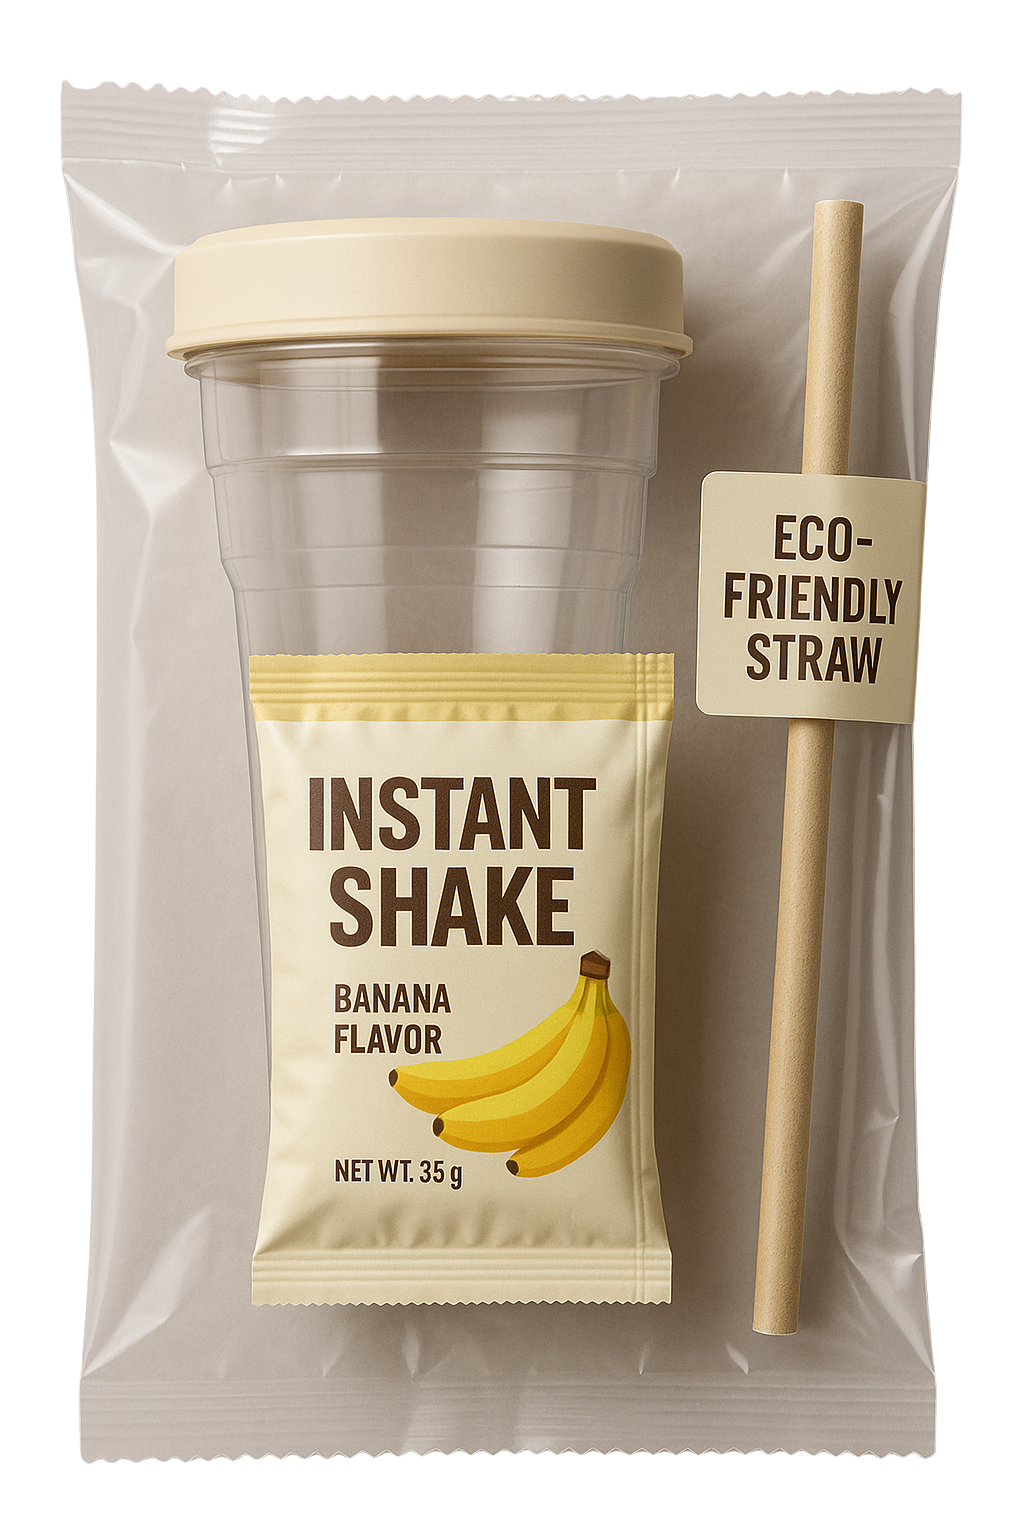 INSTANT
SHAKE
BANANA
FLAVOR
NET WT. 35 g
ECO-
FRIENDLY
STRAW